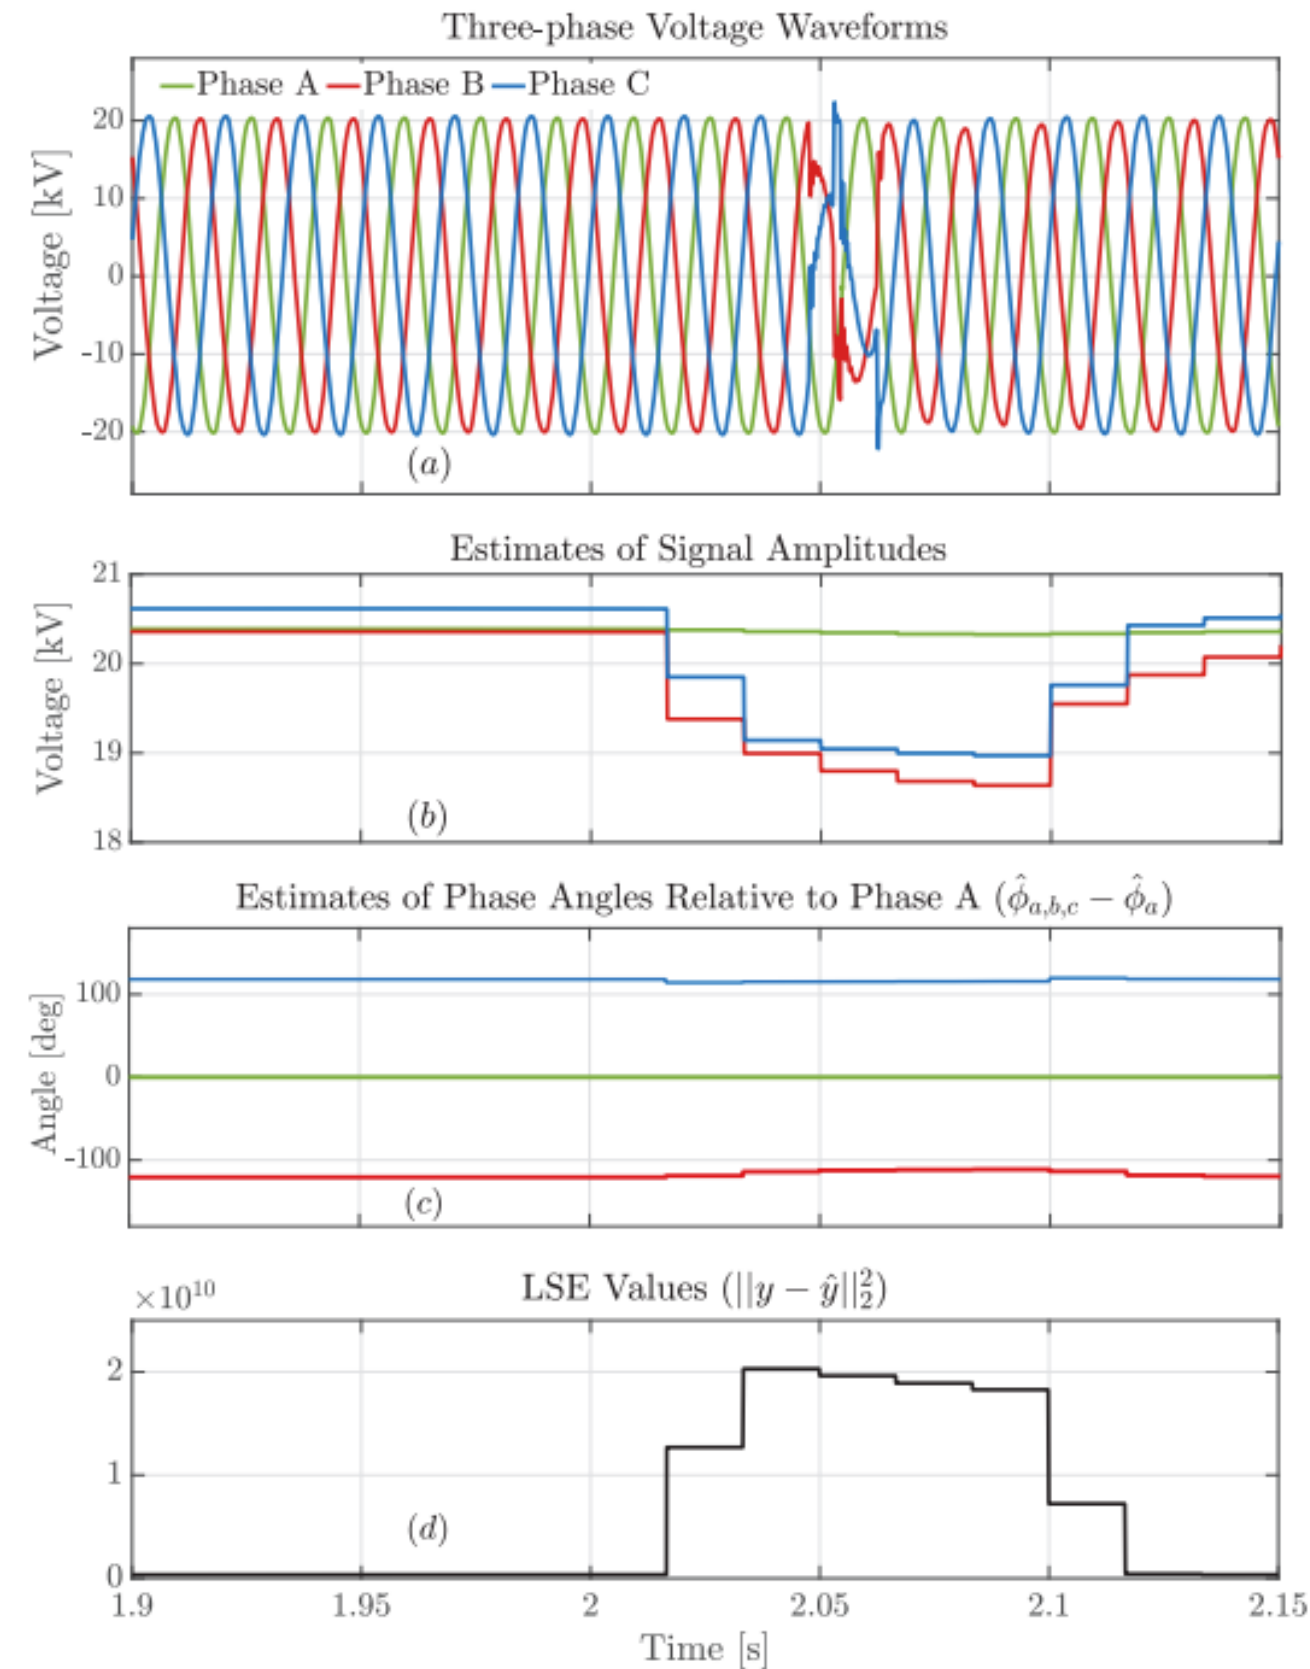 Three-phase Voltage Waveforms
Phase A Phase B Phase C
Voltage [kV]
20
10
0
-10
-20
(a)
Estimates of Signal Amplitudes
Voltage [kV]
21
20
19
18
(b)
Estimates of Phase Angles Relative to Phase A (ϕ̂a,b,c − ϕ̂a)
Angle [deg]
100
0
-100
(c)
LSE Values (||y − ŷ||₂²)
×10¹⁰
2
1
0
(d)
1.9 1.95 2 2.05 2.1 2.15
Time [s]